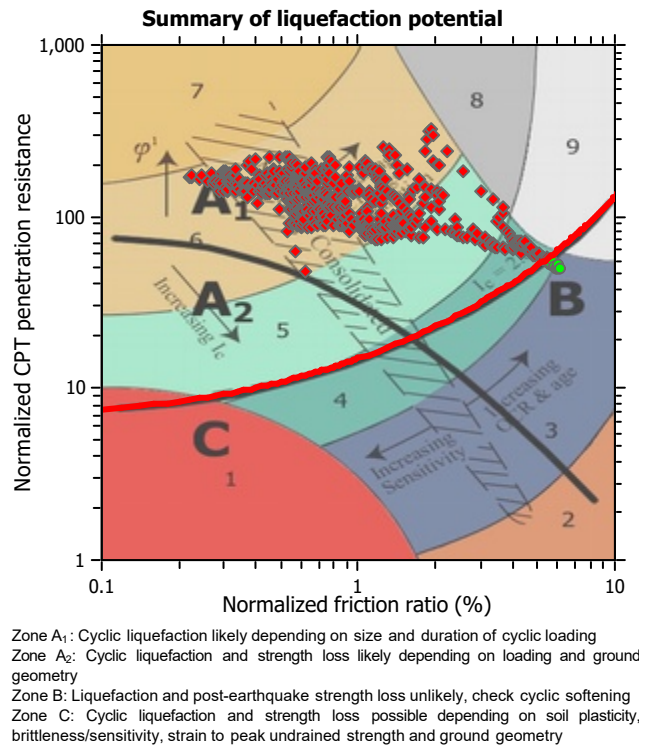 Summary of liquefaction potential
1,000
7
8
9
φ'
100
A1
6
Consolidated
Ic = 2
A2
B
Increasing Ic
5
10
4
Increasing
OCR & age
C
Increasing
Sensitivity
3
1
2
1
0.1
1
10
Normalized CPT penetration resistance
Normalized friction ratio (%)
Zone A1: Cyclic liquefaction likely depending on size and duration of cyclic loading
Zone A2: Cyclic liquefaction and strength loss likely depending on loading and ground
geometry
Zone B: Liquefaction and post-earthquake strength loss unlikely, check cyclic softening
Zone C: Cyclic liquefaction and strength loss possible depending on soil plasticity,
brittleness/sensitivity, strain to peak undrained strength and ground geometry